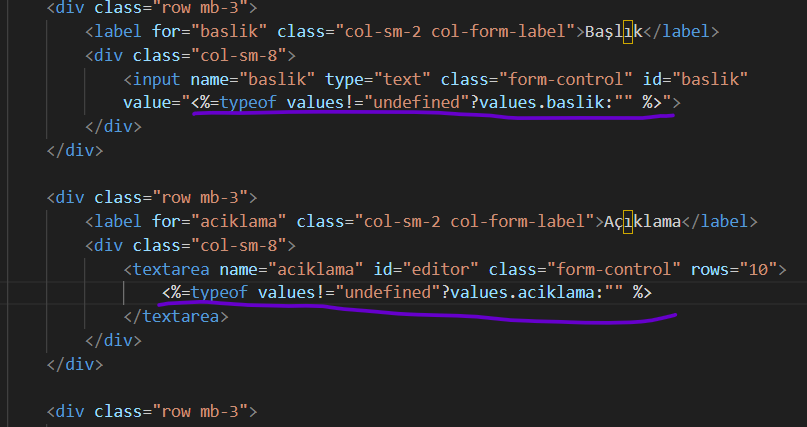 <div class="row mb-3">
<label for="baslik" class="col-sm-2 col-form-label">Başlık</label>
<div class="col-sm-8">
<input name="baslik" type="text" class="form-control" id="baslik"
value="<%=typeof values!="undefined"?values.baslik:"" %>">
</div>
</div>
<div class="row mb-3">
<label for="aciklama" class="col-sm-2 col-form-label">Açıklama</label>
<div class="col-sm-8">
<textarea name="aciklama" id="editor" class="form-control" rows="10">
<%=typeof values!="undefined"?values.aciklama:"" %>
</textarea>
</div>
</div>
<div class="row mb-3">